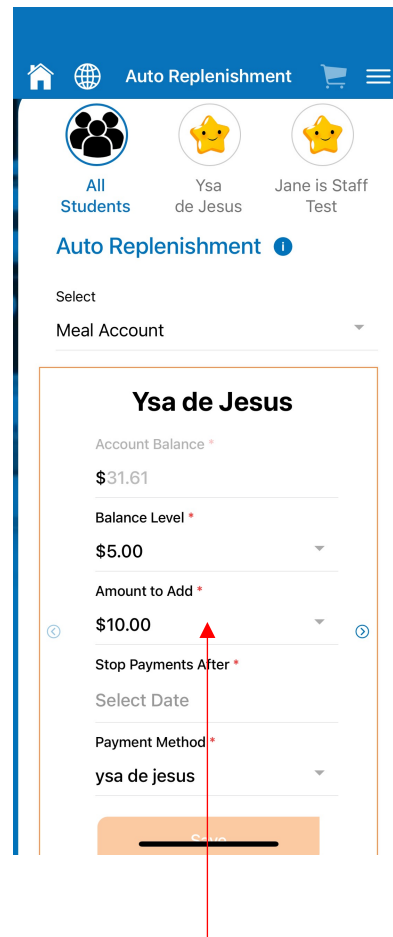 Auto Replenishment
All Students
Ysa de Jesus
Jane is Staff Test
Auto Replenishment
Select
Meal Account
Ysa de Jesus
Account Balance *
$31.61
Balance Level *
$5.00
Amount to Add *
$10.00
Stop Payments After *
Select Date
Payment Method *
ysa de jesus
Save